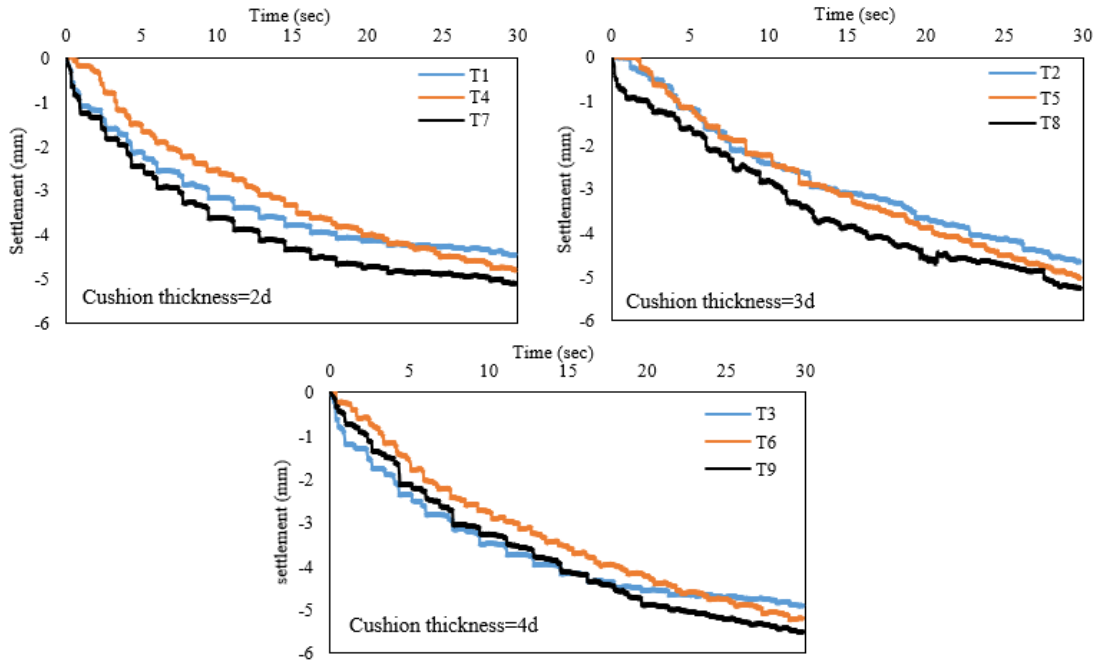 Time (sec)
0 5 10 15 20 25 30
0
-1
-2
-3
-4
-5
-6
Settlement (mm)
T1
T4
T7
Cushion thickness=2d
Time (sec)
0 5 10 15 20 25 30
0
-1
-2
-3
-4
-5
-6
Settlement (mm)
T2
T5
T8
Cushion thickness=3d
Time (sec)
0 5 10 15 20 25 30
0
-1
-2
-3
-4
-5
-6
settlement (mm)
T3
T6
T9
Cushion thickness=4d